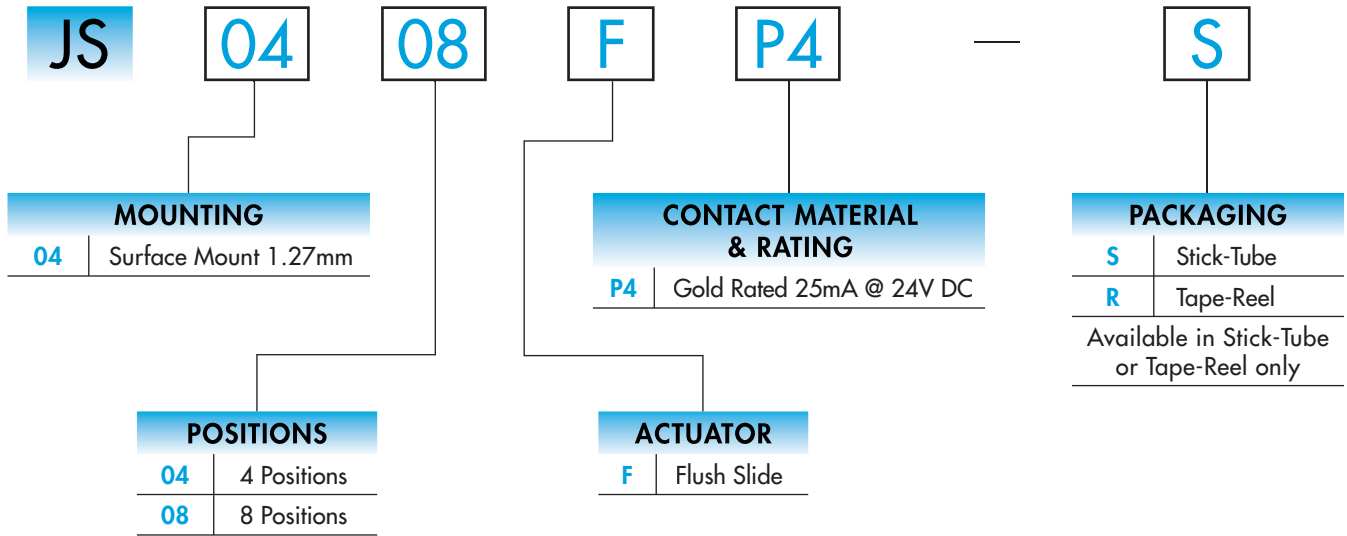 JS 04 08 F P4 — S
MOUNTING
04 Surface Mount 1.27mm
CONTACT MATERIAL
& RATING
P4 Gold Rated 25mA @ 24V DC
PACKAGING
S Stick-Tube
R Tape-Reel
Available in Stick-Tube
or Tape-Reel only
POSITIONS
04 4 Positions
08 8 Positions
ACTUATOR
F Flush Slide